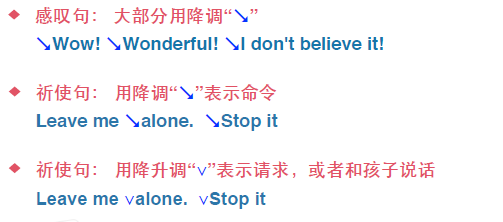 ◆ 感叹句： 大部分用降调“↘”
↘Wow! ↘Wonderful! ↘I don't believe it!
◆ 祈使句： 用降调“↘”表示命令
Leave me ↘alone. ↘Stop it
◆ 祈使句： 用降升调“∨”表示请求，或者和孩子说话
Leave me ∨alone. ∨Stop it